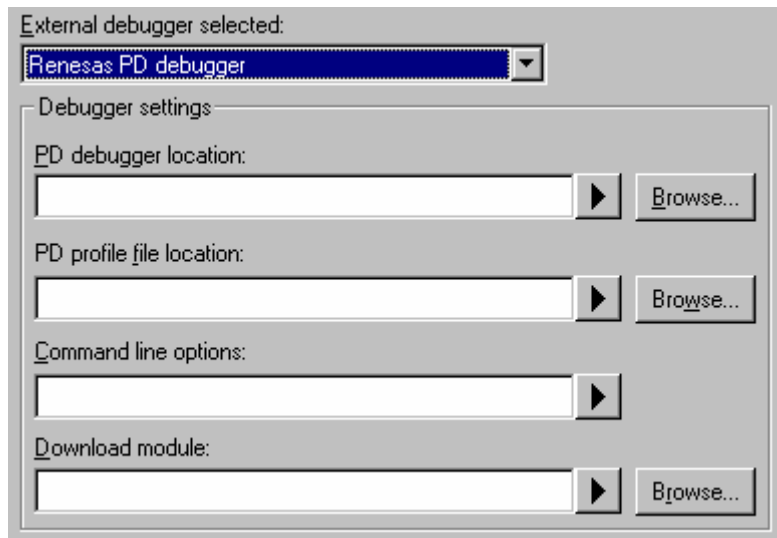 External debugger selected:
Renesas PD debugger
Debugger settings
PD debugger location:
Browse...
PD profile file location:
Browse...
Command line options:
Download module:
Browse...